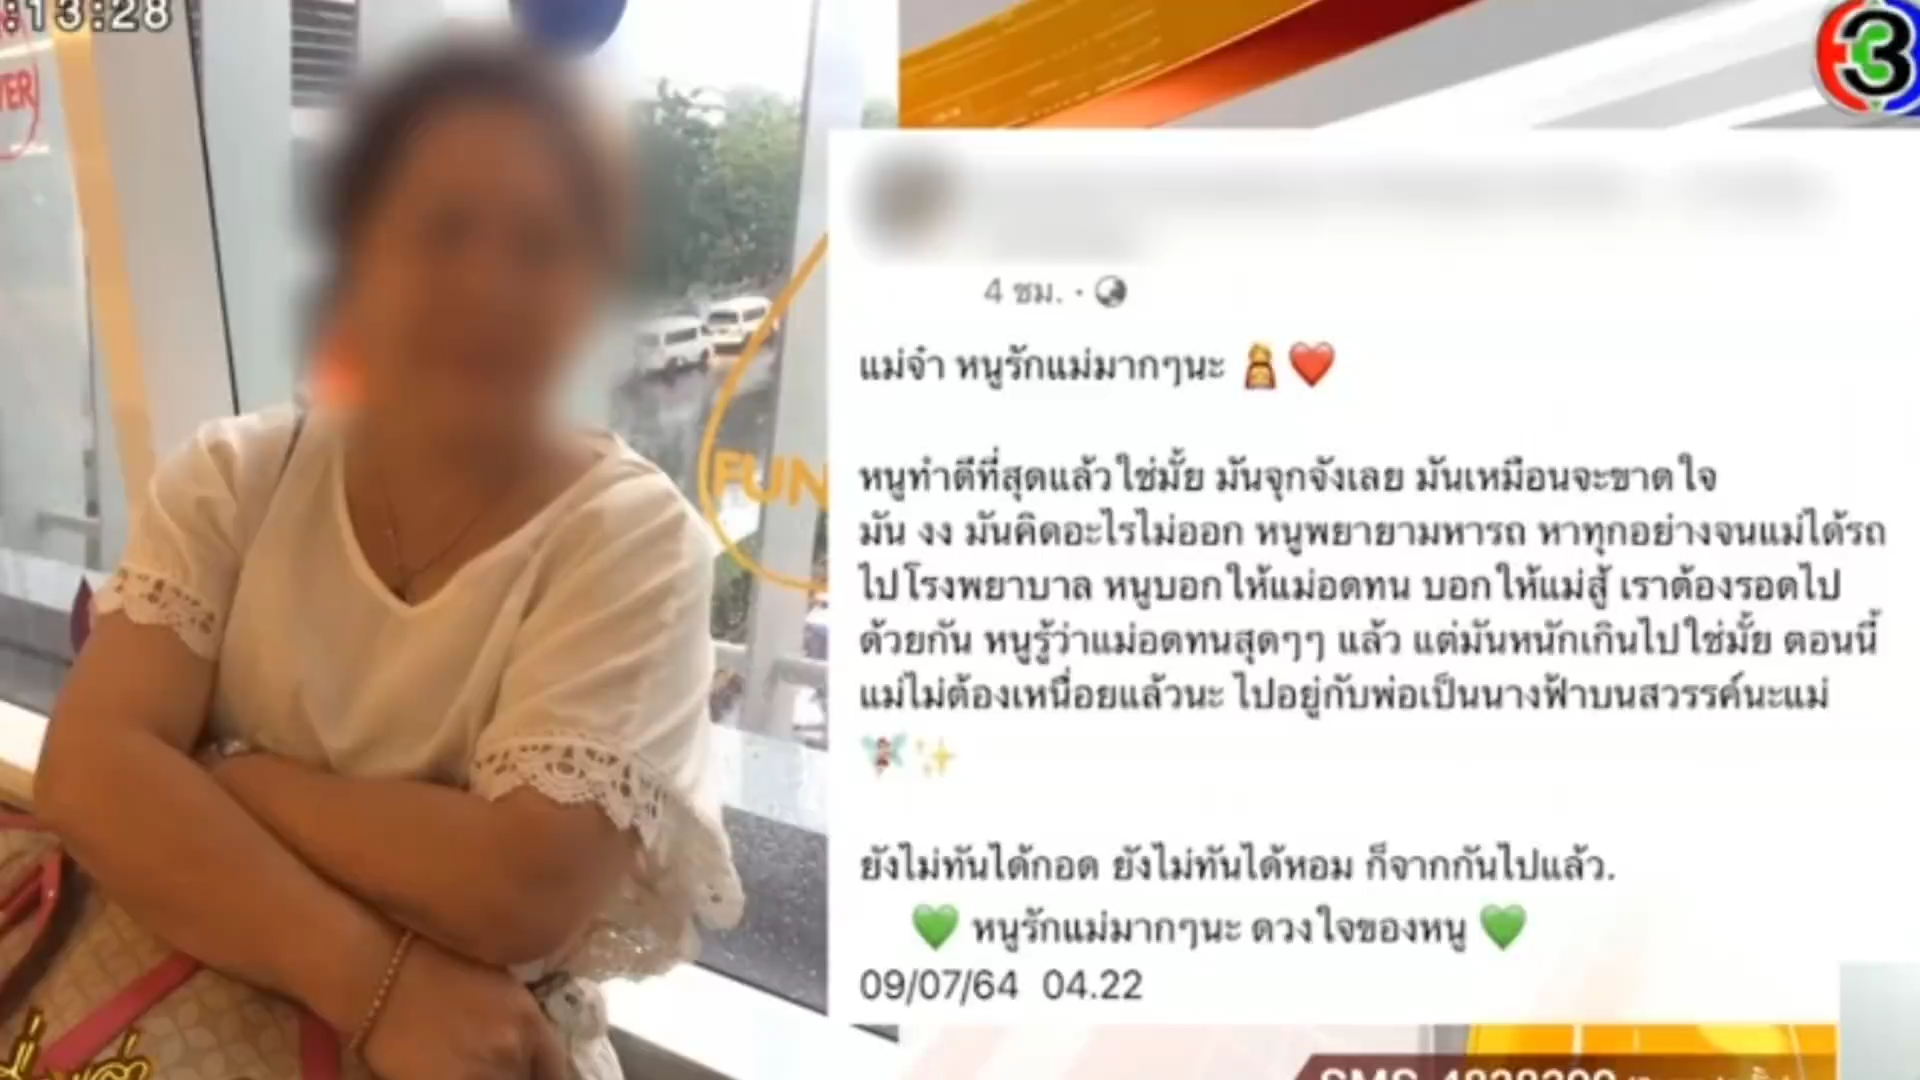 :13:28
VER)
3
FUN
4 ชม. ·
แม่จ๋า หนูรักแม่มากๆนะ 👸❤️
หนูทำดีที่สุดแล้วใช่มั้ย มันจุกจังเลย มันเหมือนจะขาดใจ
มัน งง มันคิดอะไรไม่ออก หนูพยายามหารถ หาทุกอย่างจนแม่ได้รถ
ไปโรงพยาบาล หนูบอกให้แม่อดทน บอกให้แม่สู้ เราต้องรอดไป
ด้วยกัน หนูรู้ว่าแม่อดทนสุดๆๆ แล้ว แต่มันหนักเกินไปใช่มั้ย ตอนนี้
แม่ไม่ต้องเหนื่อยแล้วนะ ไปอยู่กับพ่อเป็นนางฟ้าบนสวรรค์นะแม่
🧚✨
ยังไม่ทันได้กอด ยังไม่ทันได้หอม ก็จากกันไปแล้ว.
💚 หนูรักแม่มากๆนะ ดวงใจของหนู 💚
09/07/64 04.22